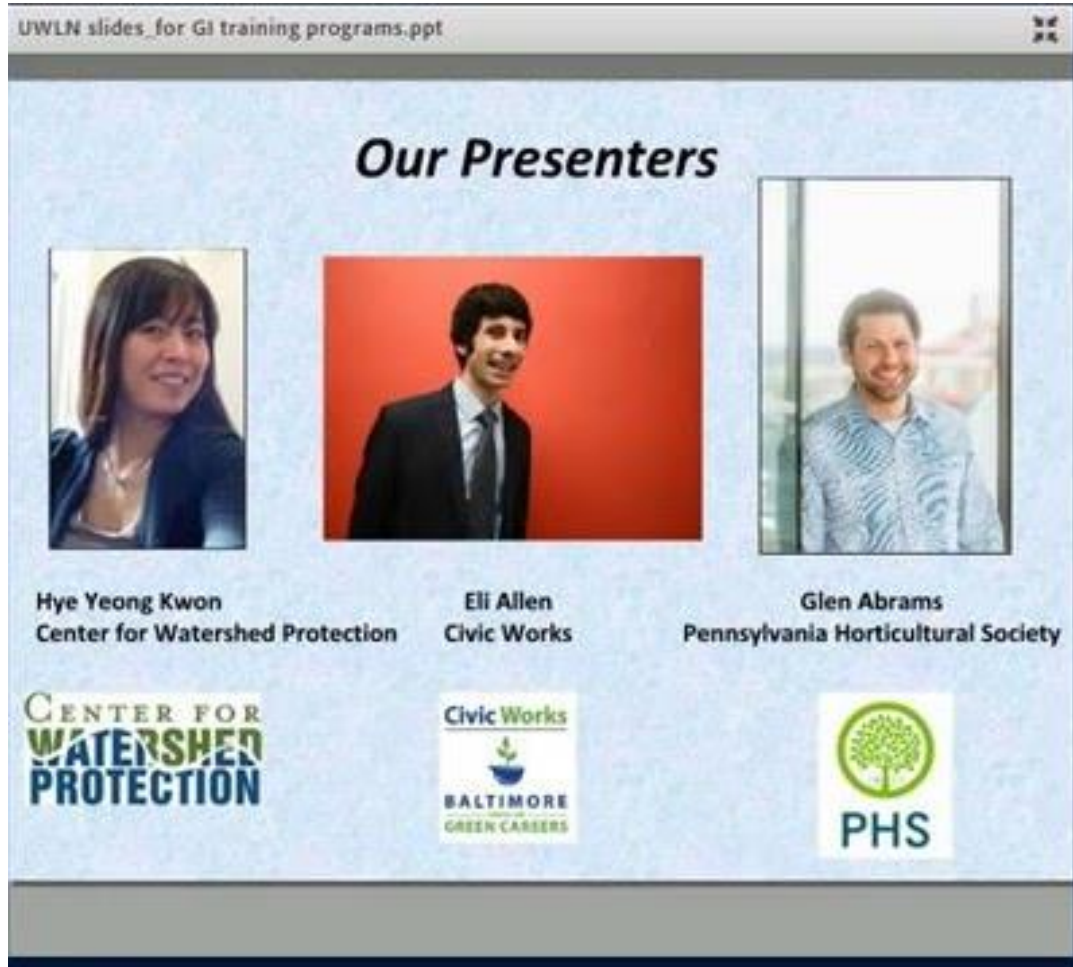 UWLN slides_for GI training programs.ppt
Our Presenters
Hye Yeong Kwon
Center for Watershed Protection
Eli Allen
Civic Works
Glen Abrams
Pennsylvania Horticultural Society
CENTER FOR
WATERSHED
PROTECTION
Civic Works
BALTIMORE
GREEN CAREERS
PHS